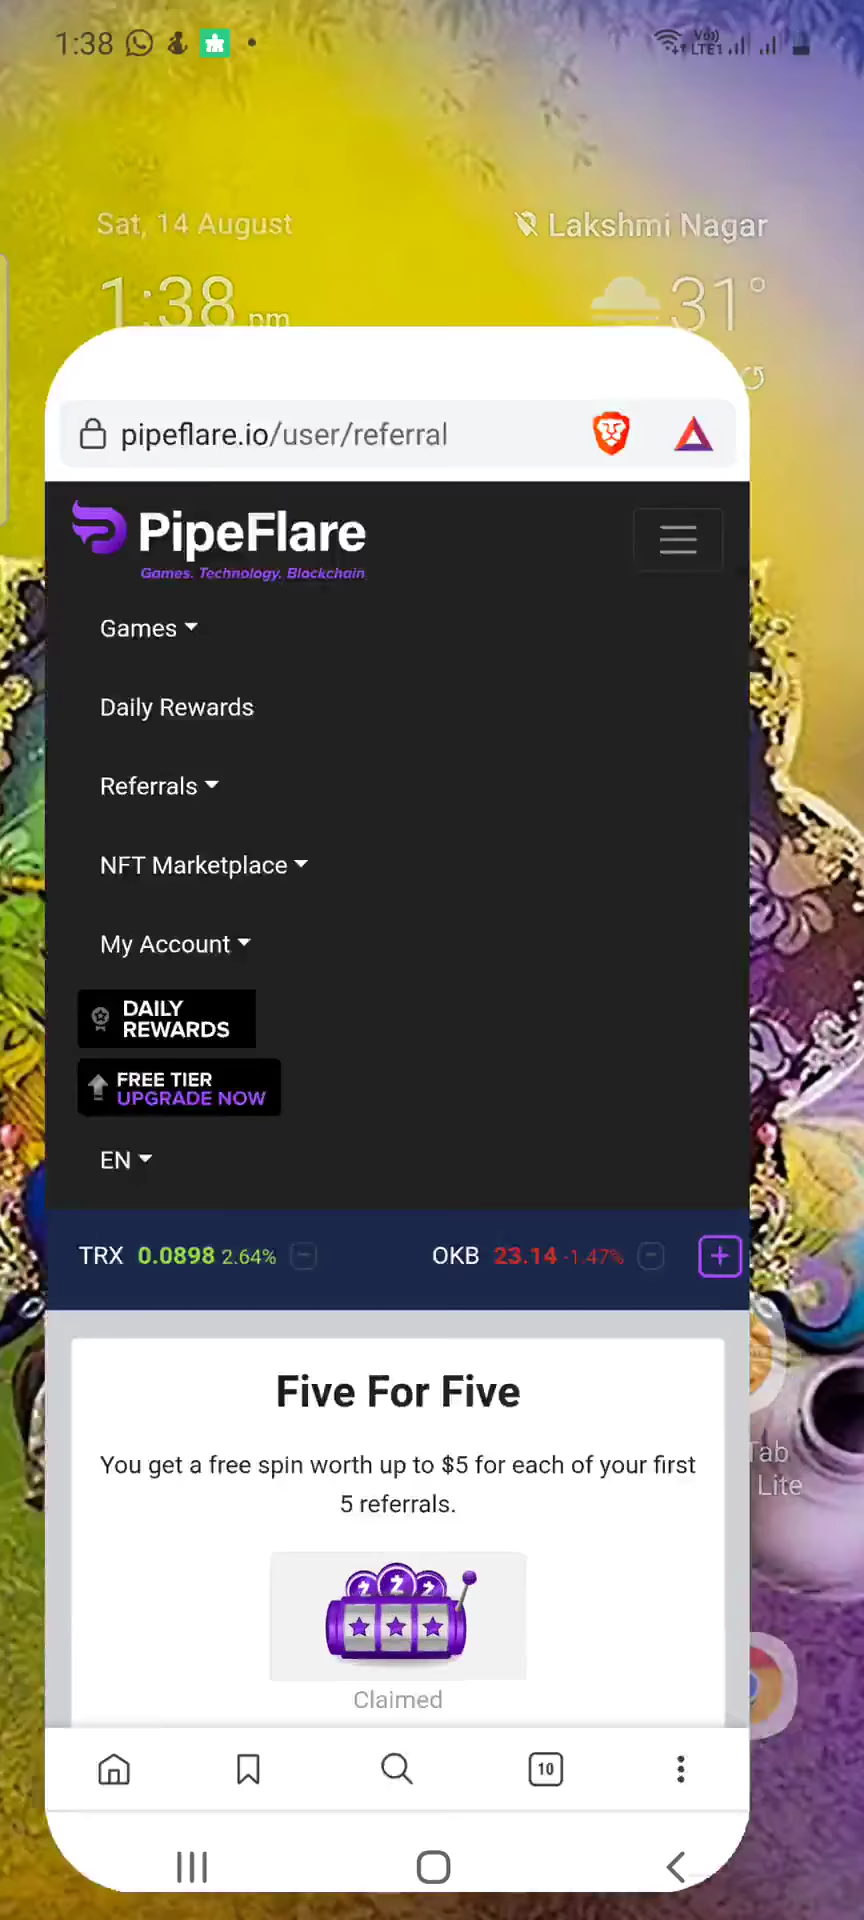 1:38
Vo))
LTE1
Sat, 14 August
Lakshmi Nagar
1:38 pm
31°
pipeflare.io/user/referral
PipeFlare
Games. Technology. Blockchain
Games
Daily Rewards
Referrals
NFT Marketplace
My Account
DAILY
REWARDS
FREE TIER
UPGRADE NOW
EN
TRX 0.0898 2.64%
OKB 23.14 -1.47%
Five For Five
You get a free spin worth up to $5 for each of your first
5 referrals.
Tab
Lite
Claimed
10